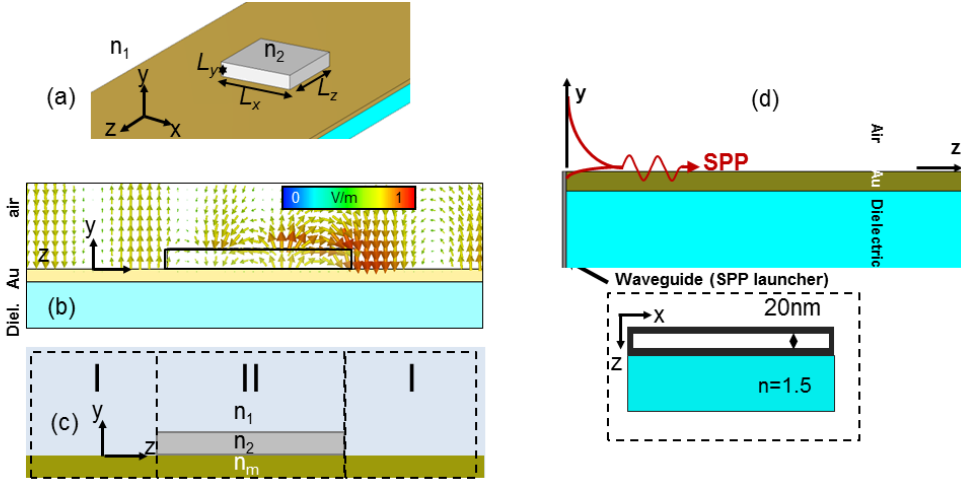 (a)
n1
n2
Ly
Lx
Lz
y
z
x
(b)
air
Au
Diel.
y
z
0
V/m
1
(c)
I
II
I
y
z
n1
n2
nm
(d)
y
z
SPP
Air
Au
Dielectric
Waveguide (SPP launcher)
20nm
x
z
n=1.5